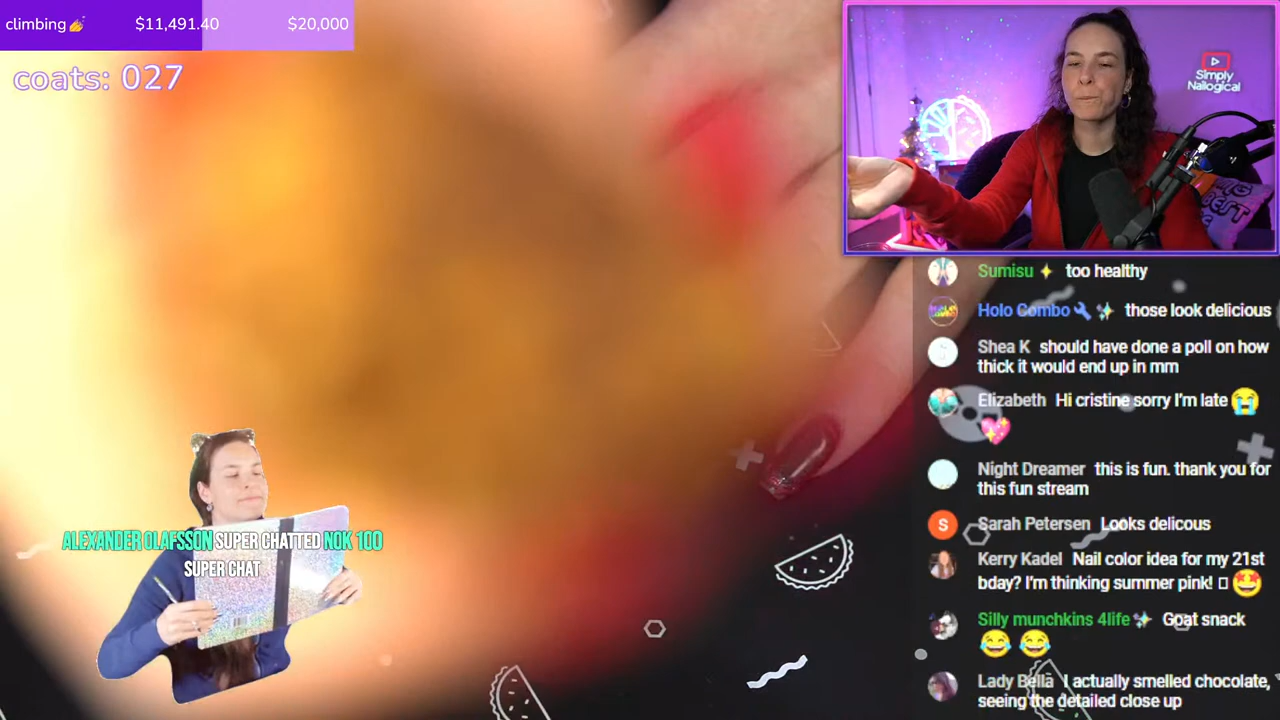 climbing💅 $11,491.40 $20,000
coats: 027
Simply
Nailogical
Sumisu too healthy
Holo Combo🔧 those look delicious
Shea K should have done a poll on how
thick it would end up in mm
Elizabeth Hi cristine sorry I'm late 😭
💖
Night Dreamer this is fun. thank you for
this fun stream
Sarah Petersen Looks delicous
S
Kerry Kadel Nail color idea for my 21st
bday? I'm thinking summer pink! 🤩
Silly munchkins 4life Goat snack
😂 😂
Lady Bella I actually smelled chocolate,
seeing the detailed close up
ALEXANDER OLAFSSON SUPER CHATTED NOK 100
SUPER CHAT